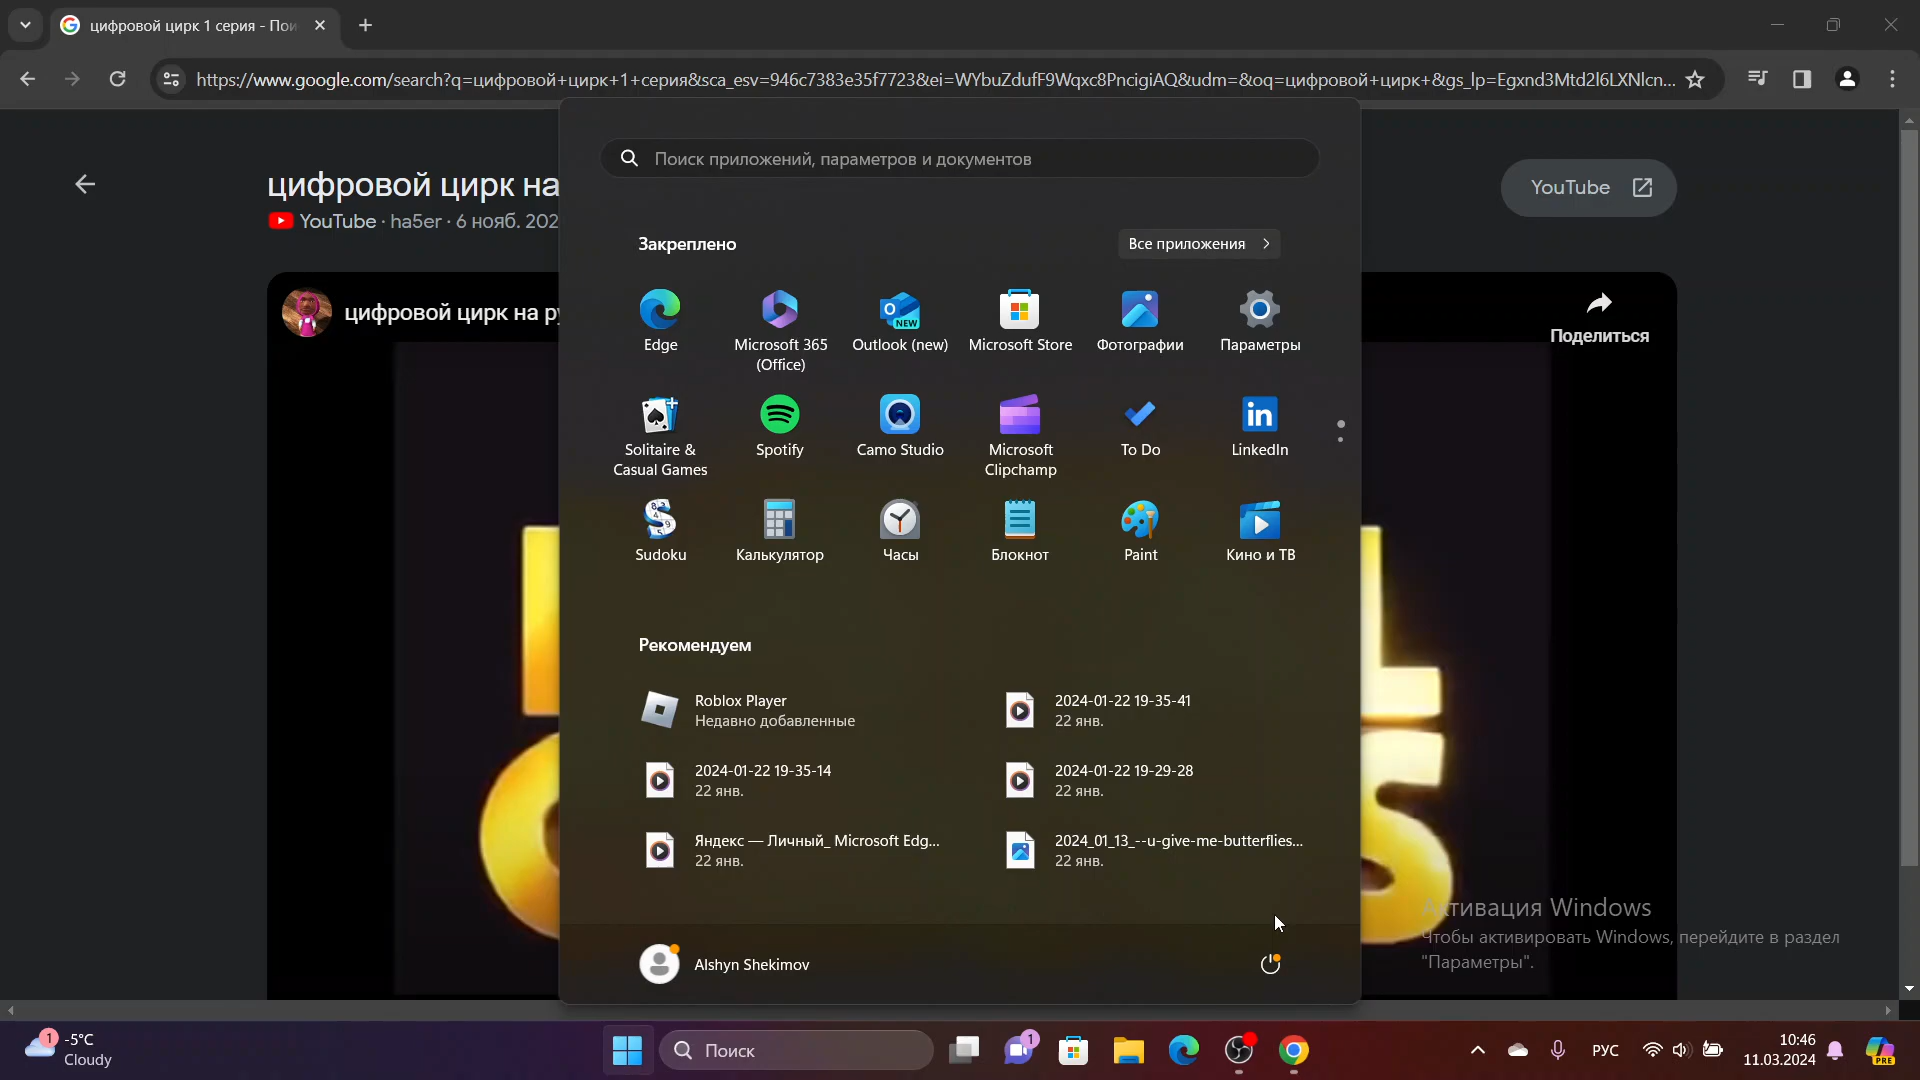 цифровой цирк 1 серия - Пои
https://www.google.com/search?q=цифровой+цирк+1+серия&sca_esv=946c7383e35f7723&ei=WYbuZdufF9Wqxc8PncigiAQ&udm=&oq=цифровой+цирк+&gs_lp=Egxnd3Mtd2l6LXNlcn...
цифровой цирк на
YouTube · ha5er · 6 нояб. 202
YouTube
цифровой цирк на ру
Поделиться
Поиск приложений, параметров и документов
Закреплено
Все приложения
Edge
Microsoft 365
(Office)
Outlook (new)
Microsoft Store
Фотографии
Параметры
Solitaire &
Casual Games
Spotify
Camo Studio
Microsoft
Clipchamp
To Do
LinkedIn
Sudoku
Калькулятор
Часы
Блокнот
Paint
Кино и ТВ
Рекомендуем
Roblox Player
Недавно добавленные
2024-01-22 19-35-41
22 янв.
2024-01-22 19-35-14
22 янв.
2024-01-22 19-29-28
22 янв.
Яндекс — Личный_ Microsoft Edg...
22 янв.
2024_01_13_--u-give-me-butterflies...
22 янв.
Alshyn Shekimov
Активация Windows
Чтобы активировать Windows, перейдите в раздел
"Параметры".
1
-5°C
Cloudy
Поиск
1
РУС
10:46
11.03.2024
PRE